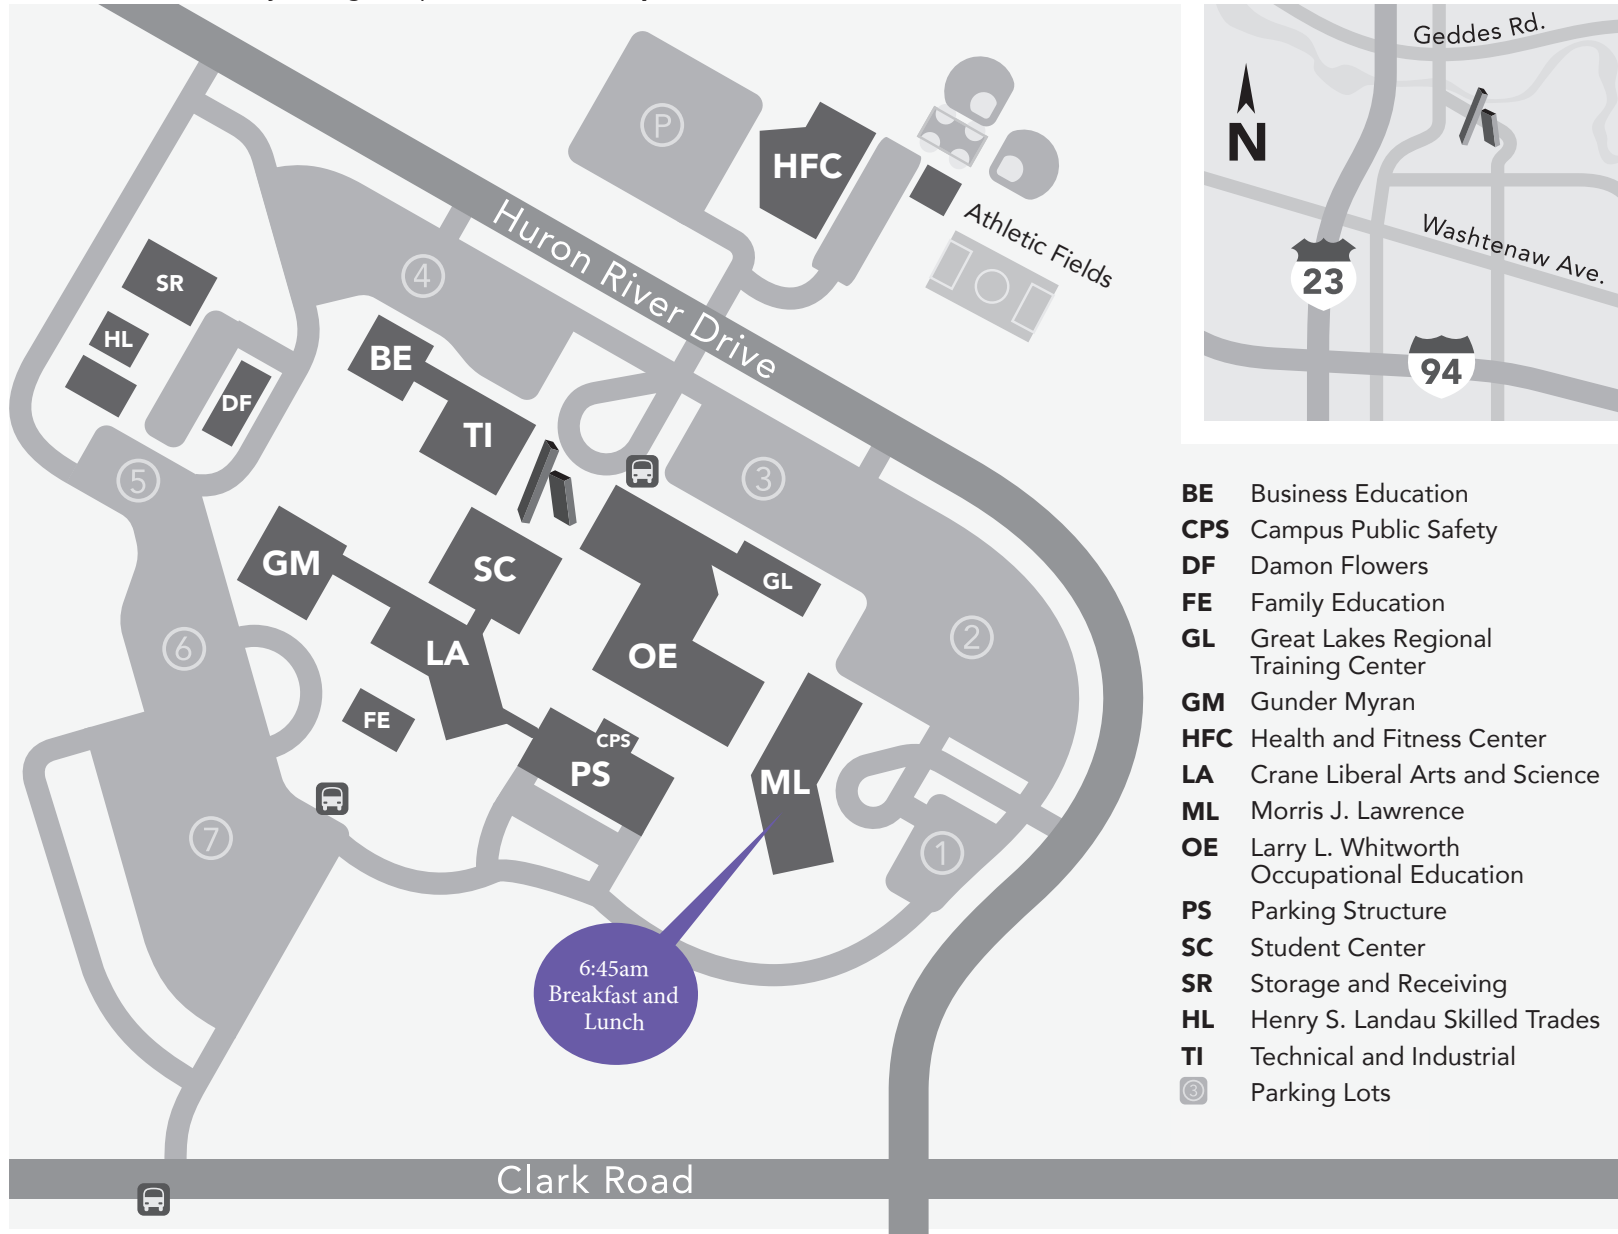 P
HFC
Athletic Fields
Huron River Drive
4
SR
HL
DF
BE
TI
3
5
GM
SC
GL
2
6
LA
OE
FE
CPS
PS
ML
7
1
6:45am
Breakfast and
Lunch
Clark Road
Geddes Rd.
N
Washtenaw Ave.
23
94
BE Business Education
CPS Campus Public Safety
DF Damon Flowers
FE Family Education
GL Great Lakes Regional
Training Center
GM Gunder Myran
HFC Health and Fitness Center
LA Crane Liberal Arts and Science
ML Morris J. Lawrence
OE Larry L. Whitworth
Occupational Education
PS Parking Structure
SC Student Center
SR Storage and Receiving
HL Henry S. Landau Skilled Trades
TI Technical and Industrial
3 Parking Lots